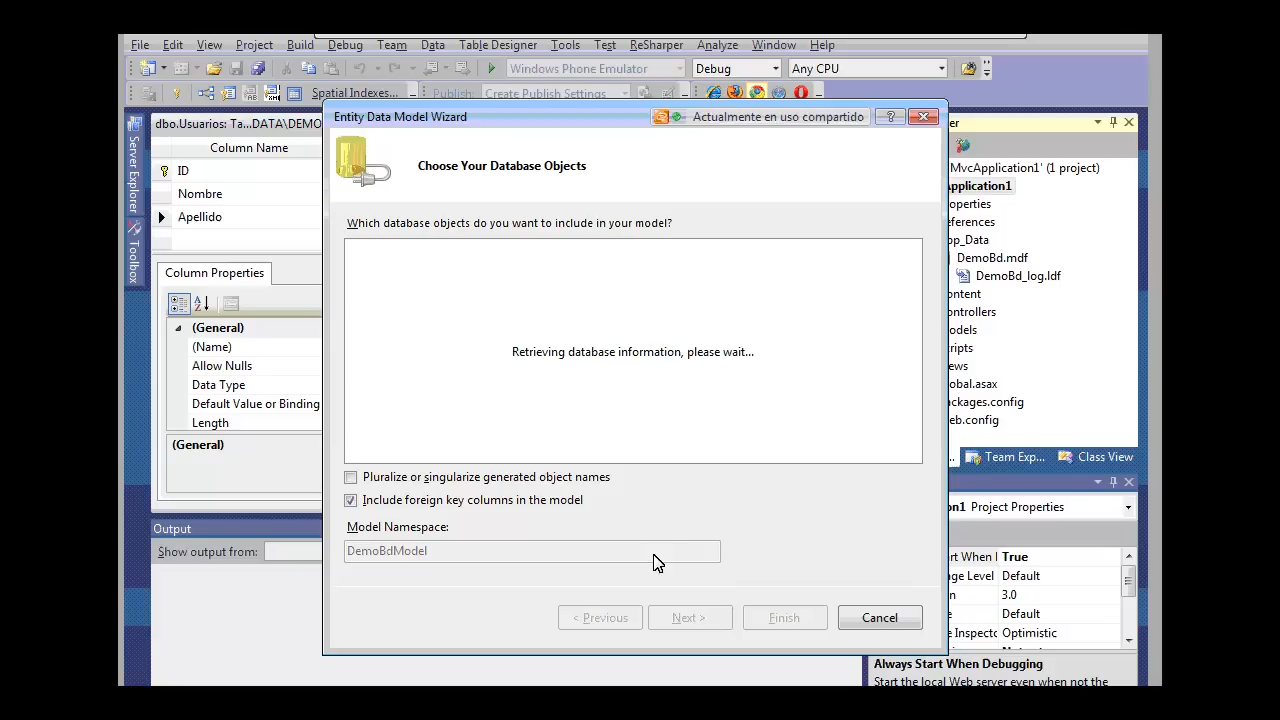 File Edit View Project Build Debug Team Data Table Designer Tools Test ReSharper Analyze Window Help
Windows Phone Emulator Debug Any CPU
Spatial Indexes... Publish: Create Publish Settings
Entity Data Model Wizard
Actualmente en uso compartido
Choose Your Database Objects
Which database objects do you want to include in your model?
Retrieving database information, please wait...
Pluralize or singularize generated object names
Include foreign key columns in the model
Model Namespace:
DemoBdModel
< Previous Next > Finish Cancel
Server Explorer
Toolbox
dbo.Usuarios: Ta...DATA\DEMO
Column Name
ID
Nombre
Apellido
Column Properties
(General)
(Name)
Allow Nulls
Data Type
Default Value or Binding
Length
(General)
Output
Show output from:
er
MvcApplication1' (1 project)
pplication1
operties
eferences
pp_Data
DemoBd.mdf
DemoBd_log.ldf
ontent
ontrollers
odels
ripts
ews
obal.asax
ackages.config
eb.config
... Team Exp... Class View
on1 Project Properties
rt When I True
ge Level Default
n 3.0
e Default
e Inspecto Optimistic
Always Start When Debugging
Start the local Web server even when not the